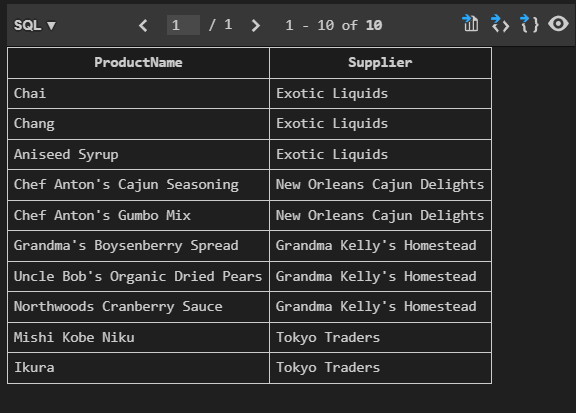 SQL ▼ 1 / 1 1 - 10 of 10
ProductName Supplier
Chai Exotic Liquids
Chang Exotic Liquids
Aniseed Syrup Exotic Liquids
Chef Anton's Cajun Seasoning New Orleans Cajun Delights
Chef Anton's Gumbo Mix New Orleans Cajun Delights
Grandma's Boysenberry Spread Grandma Kelly's Homestead
Uncle Bob's Organic Dried Pears Grandma Kelly's Homestead
Northwoods Cranberry Sauce Grandma Kelly's Homestead
Mishi Kobe Niku Tokyo Traders
Ikura Tokyo Traders